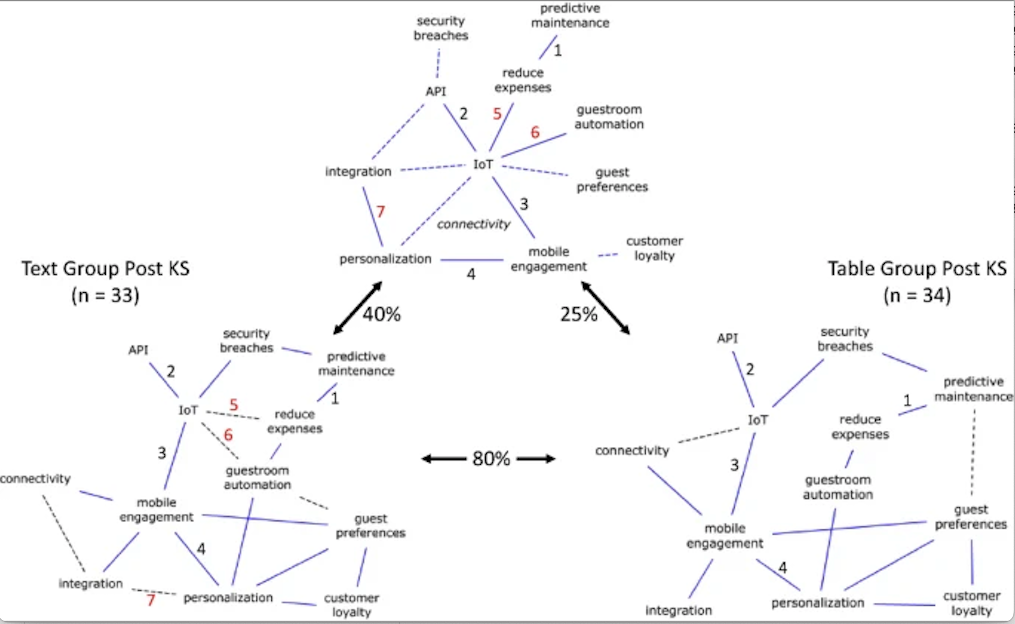 predictive
maintenance
security
breaches
1
reduce
expenses
API
2
5
guestroom
automation
6
integration
IoT
guest
preferences
3
7
connectivity
customer
loyalty
personalization
mobile
engagement
4
Text Group Post KS
(n = 33)
Table Group Post KS
(n = 34)
40%
25%
80%
security
breaches
API
predictive
maintenance
2
1
IoT
5
reduce
expenses
6
3
guestroom
automation
connectivity
mobile
engagement
guest
preferences
4
integration
7
personalization
customer
loyalty
API
security
breaches
2
predictive
maintenance
1
IoT
reduce
expenses
connectivity
3
guestroom
automation
mobile
engagement
guest
preferences
4
integration
personalization
customer
loyalty